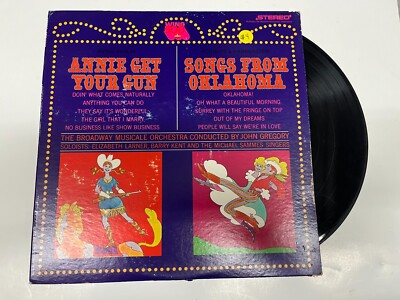 STEREO
ANNIE GET
YOUR GUN
DOIN' WHAT COMES NATURALLY
ANYTHING YOU CAN DO
THEY SAY IT'S WONDERFUL
THE GIRL THAT I MARRY
NO BUSINESS LIKE SHOW BUSINESS
SONGS FROM
OKLAHOMA
OKLAHOMA!
OH WHAT A BEAUTIFUL MORNING
SURREY WITH THE FRINGE ON TOP
OUT OF MY DREAMS
PEOPLE WILL SAY WE'RE IN LOVE
THE BROADWAY MUSICALE ORCHESTRA CONDUCTED BY JOHN GREGORY
SOLOISTS: ELIZABETH LARNER, BARRY KENT AND THE MICHAEL SAMMES SINGERS